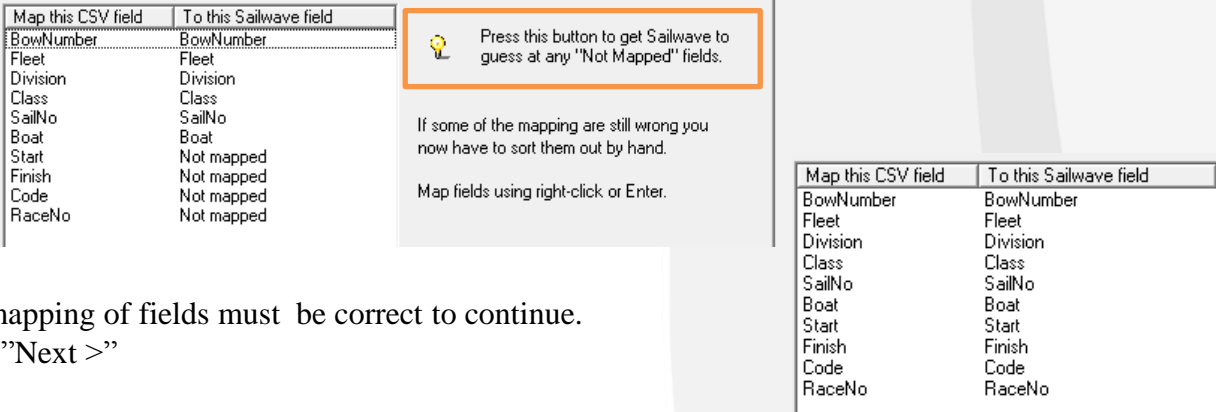 Map this CSV field To this Sailwave field
BowNumber BowNumber
Fleet Fleet
Division Division
Class Class
SailNo SailNo
Boat Boat
Start Not mapped
Finish Not mapped
Code Not mapped
RaceNo Not mapped
Press this button to get Sailwave to
guess at any "Not Mapped" fields.
If some of the mapping are still wrong you
now have to sort them out by hand.
Map fields using right-click or Enter.
mapping of fields must be correct to continue.
”Next >”
Map this CSV field To this Sailwave field
BowNumber BowNumber
Fleet Fleet
Division Division
Class Class
SailNo SailNo
Boat Boat
Start Start
Finish Finish
Code Code
RaceNo RaceNo